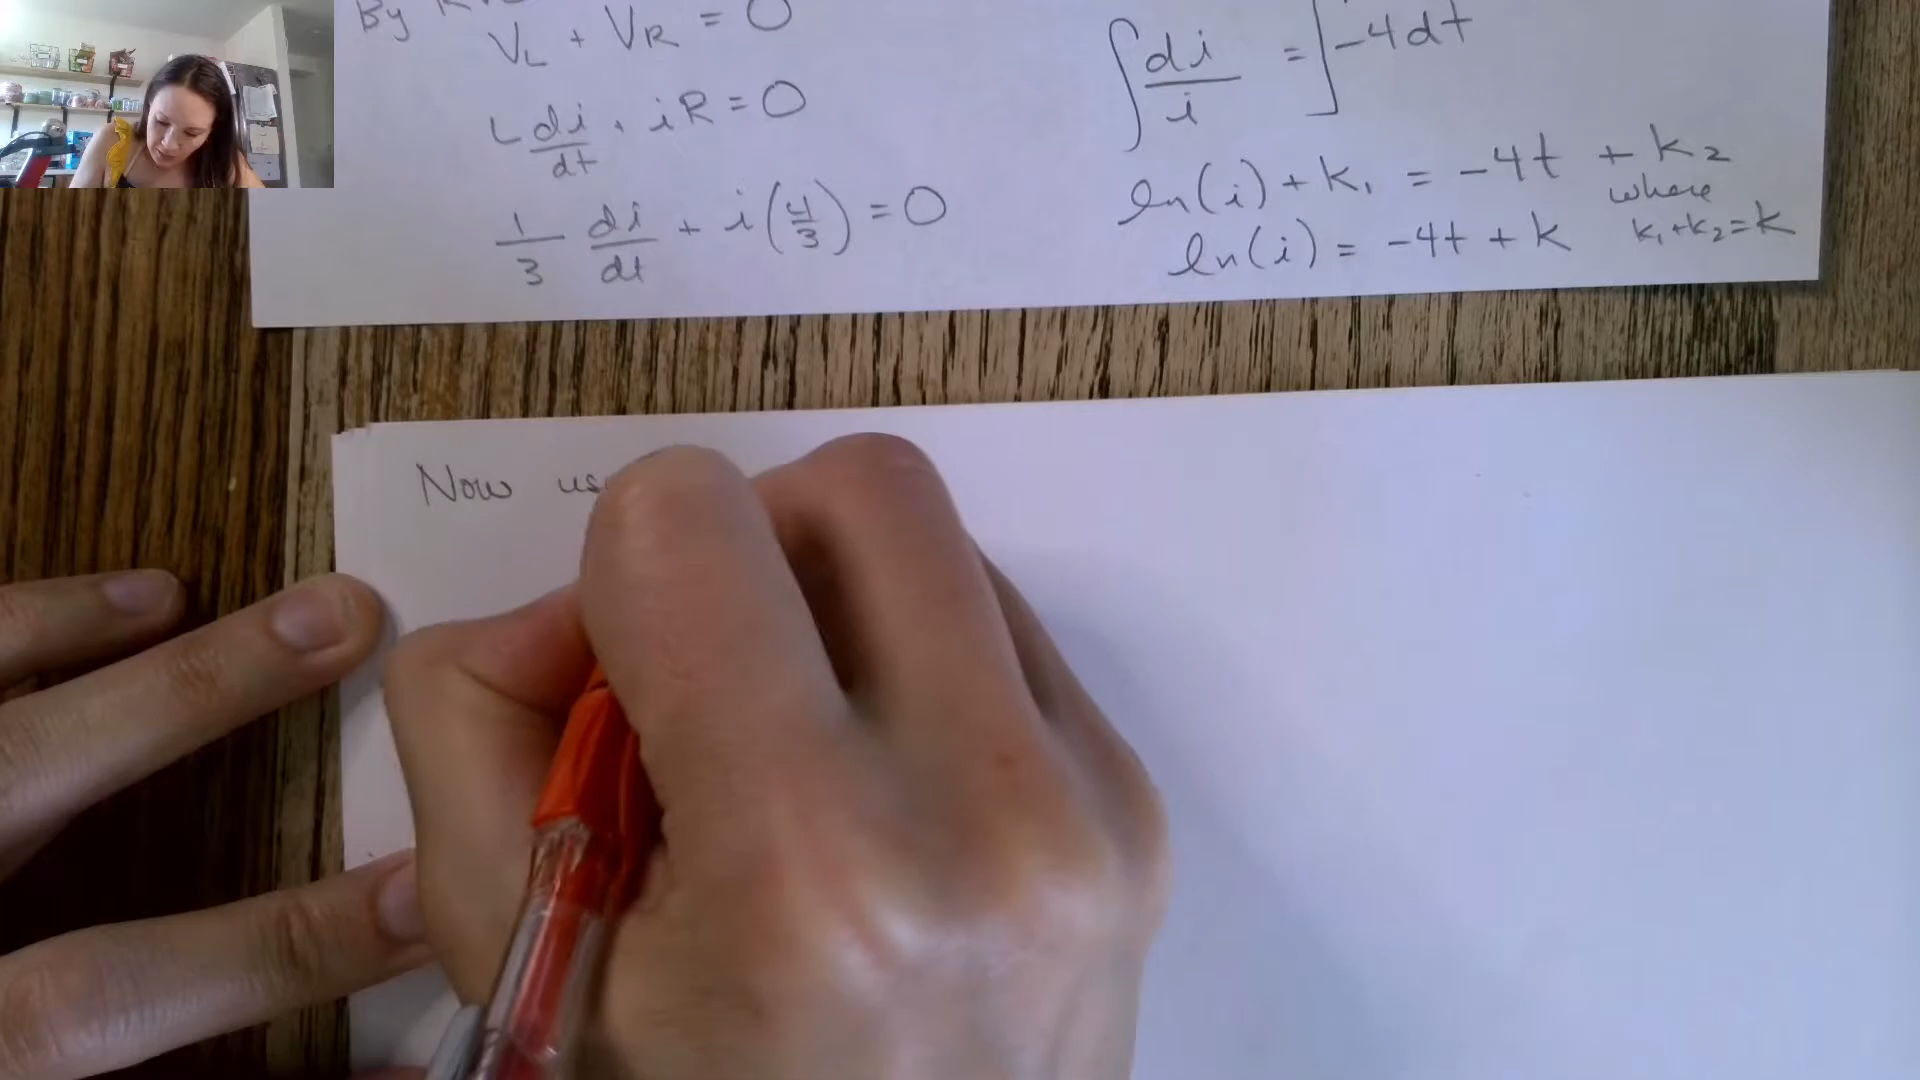 By
V_L + V_R = 0
L di/dt + iR = 0
1/3 di/dt + i(4/3) = 0
∫ di/i = ∫ -4dt
ln(i) + k₁ = -4t + k₂
where
k₁+k₂=k
ln(i) = -4t + k
Now us